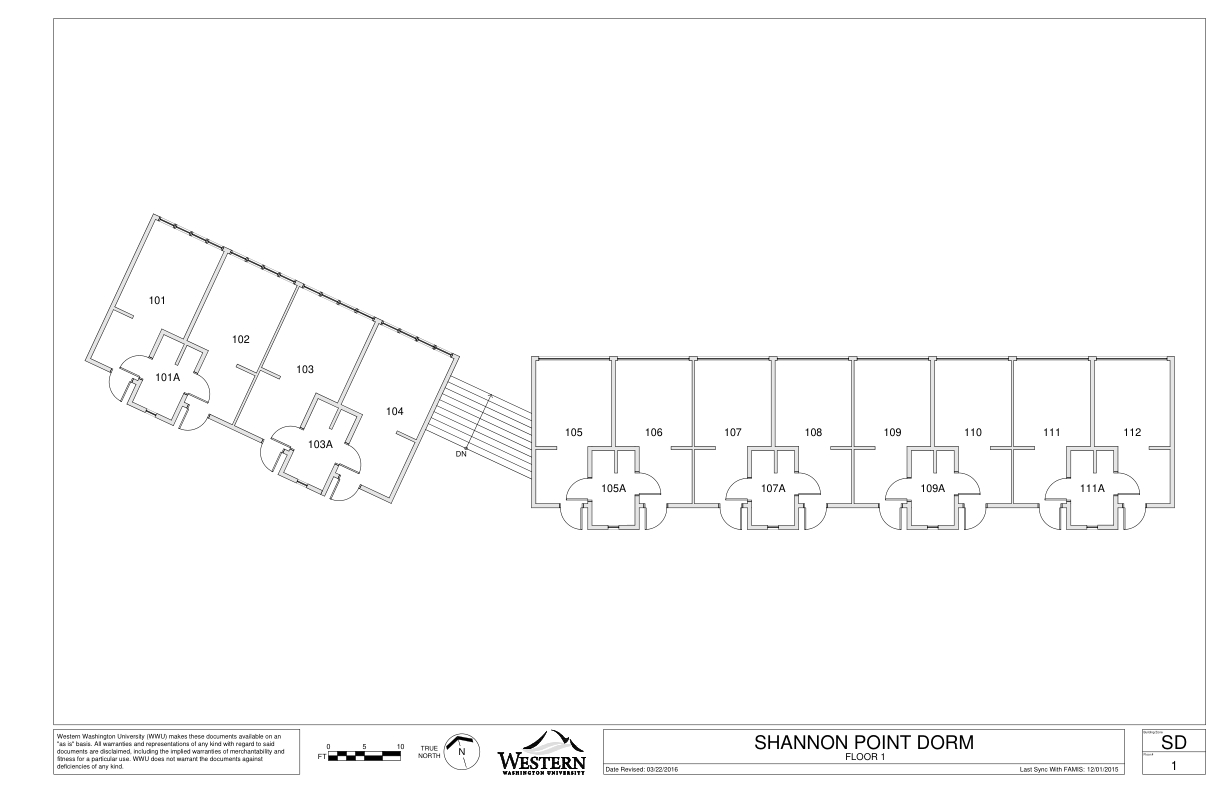 101
102
101A
103
104
103A
DN
105
106
107
108
109
110
111
112
105A
107A
109A
111A
Western Washington University (WWU) makes these documents available on an
"as is" basis. All warranties and representations of any kind with regard to said
documents are disclaimed, including the implied warranties of merchantability and
fitness for a particular use. WWU does not warrant the documents against
deficiencies of any kind.
0 5 10
FT
TRUE
NORTH
N
WESTERN
WASHINGTON UNIVERSITY
SHANNON POINT DORM
FLOOR 1
Date Revised: 03/22/2016
Last Sync With FAMIS: 12/01/2015
SD
1